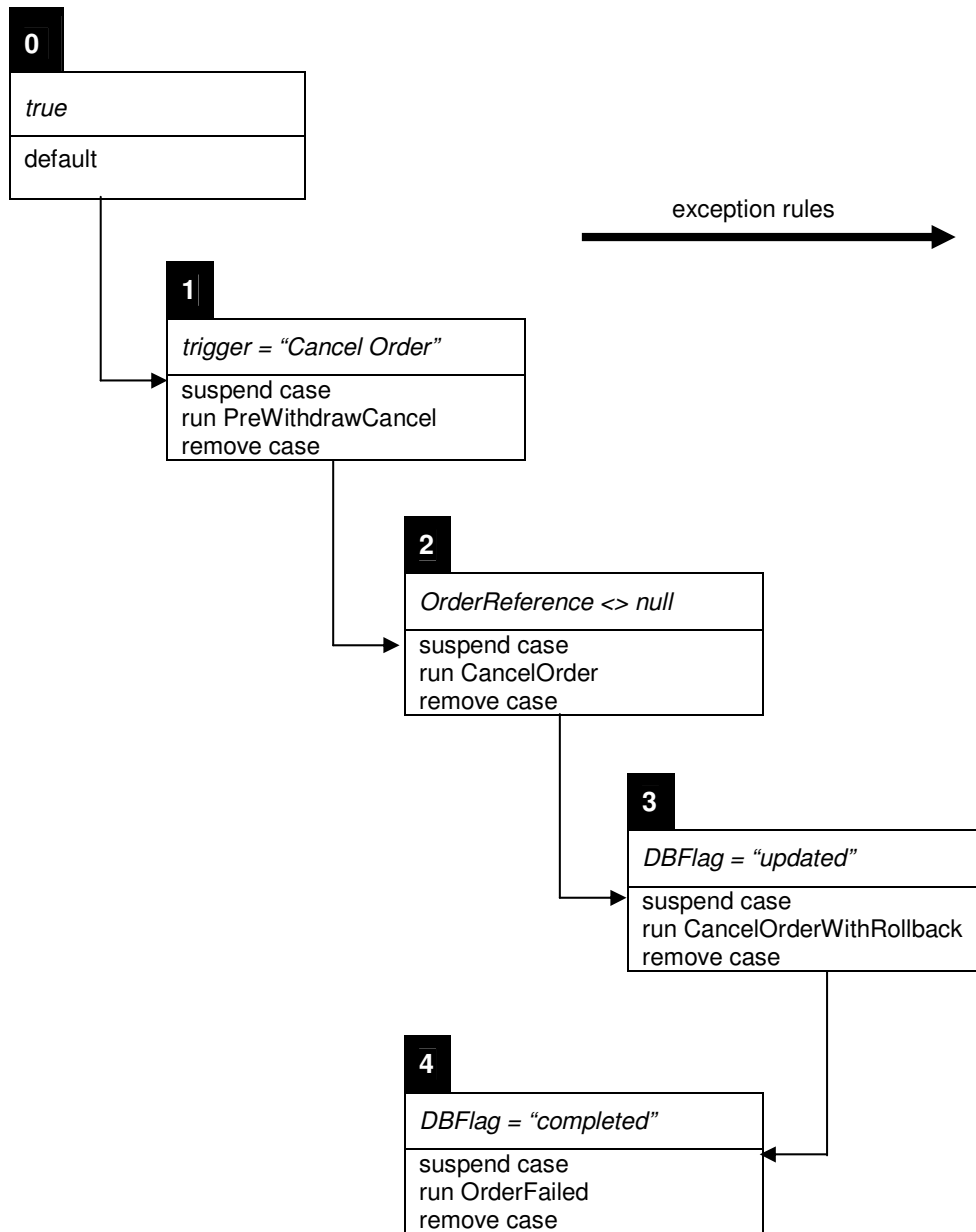 0
true
default
exception rules
1
trigger = “Cancel Order”
suspend case
run PreWithdrawCancel
remove case
2
OrderReference <> null
suspend case
run CancelOrder
remove case
3
DBFlag = “updated”
suspend case
run CancelOrderWithRollback
remove case
4
DBFlag = “completed”
suspend case
run OrderFailed
remove case